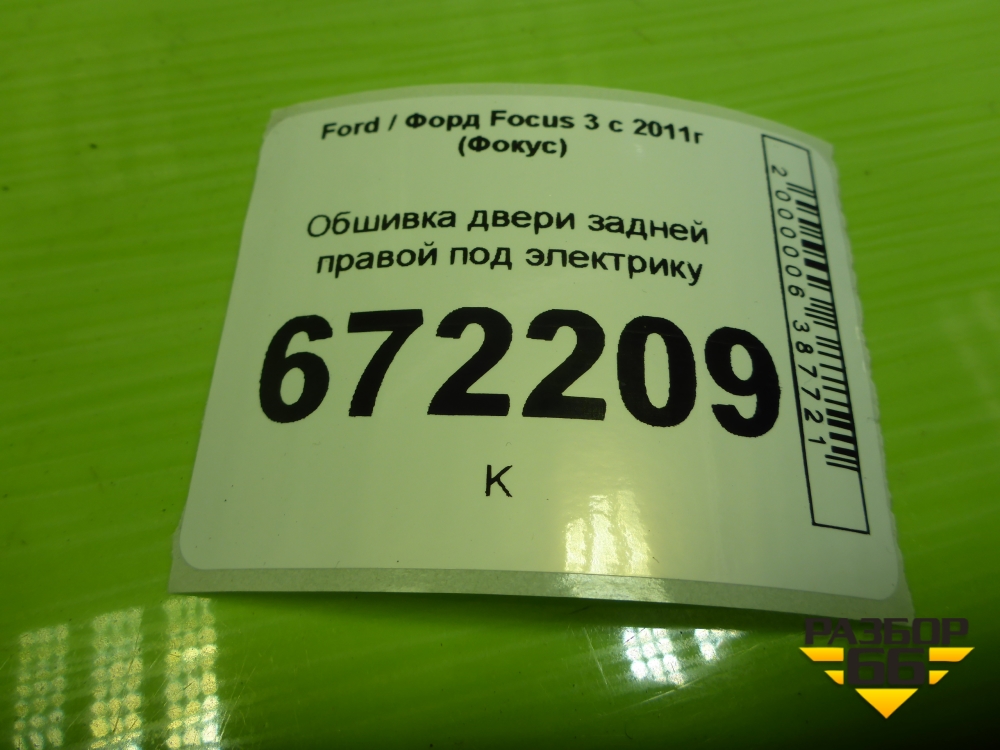 Ford / Форд Focus 3 с 2011г
(Фокус)
Обшивка двери задней
правой под электрику
672209
К
2000006387721
РАЗБОР
66